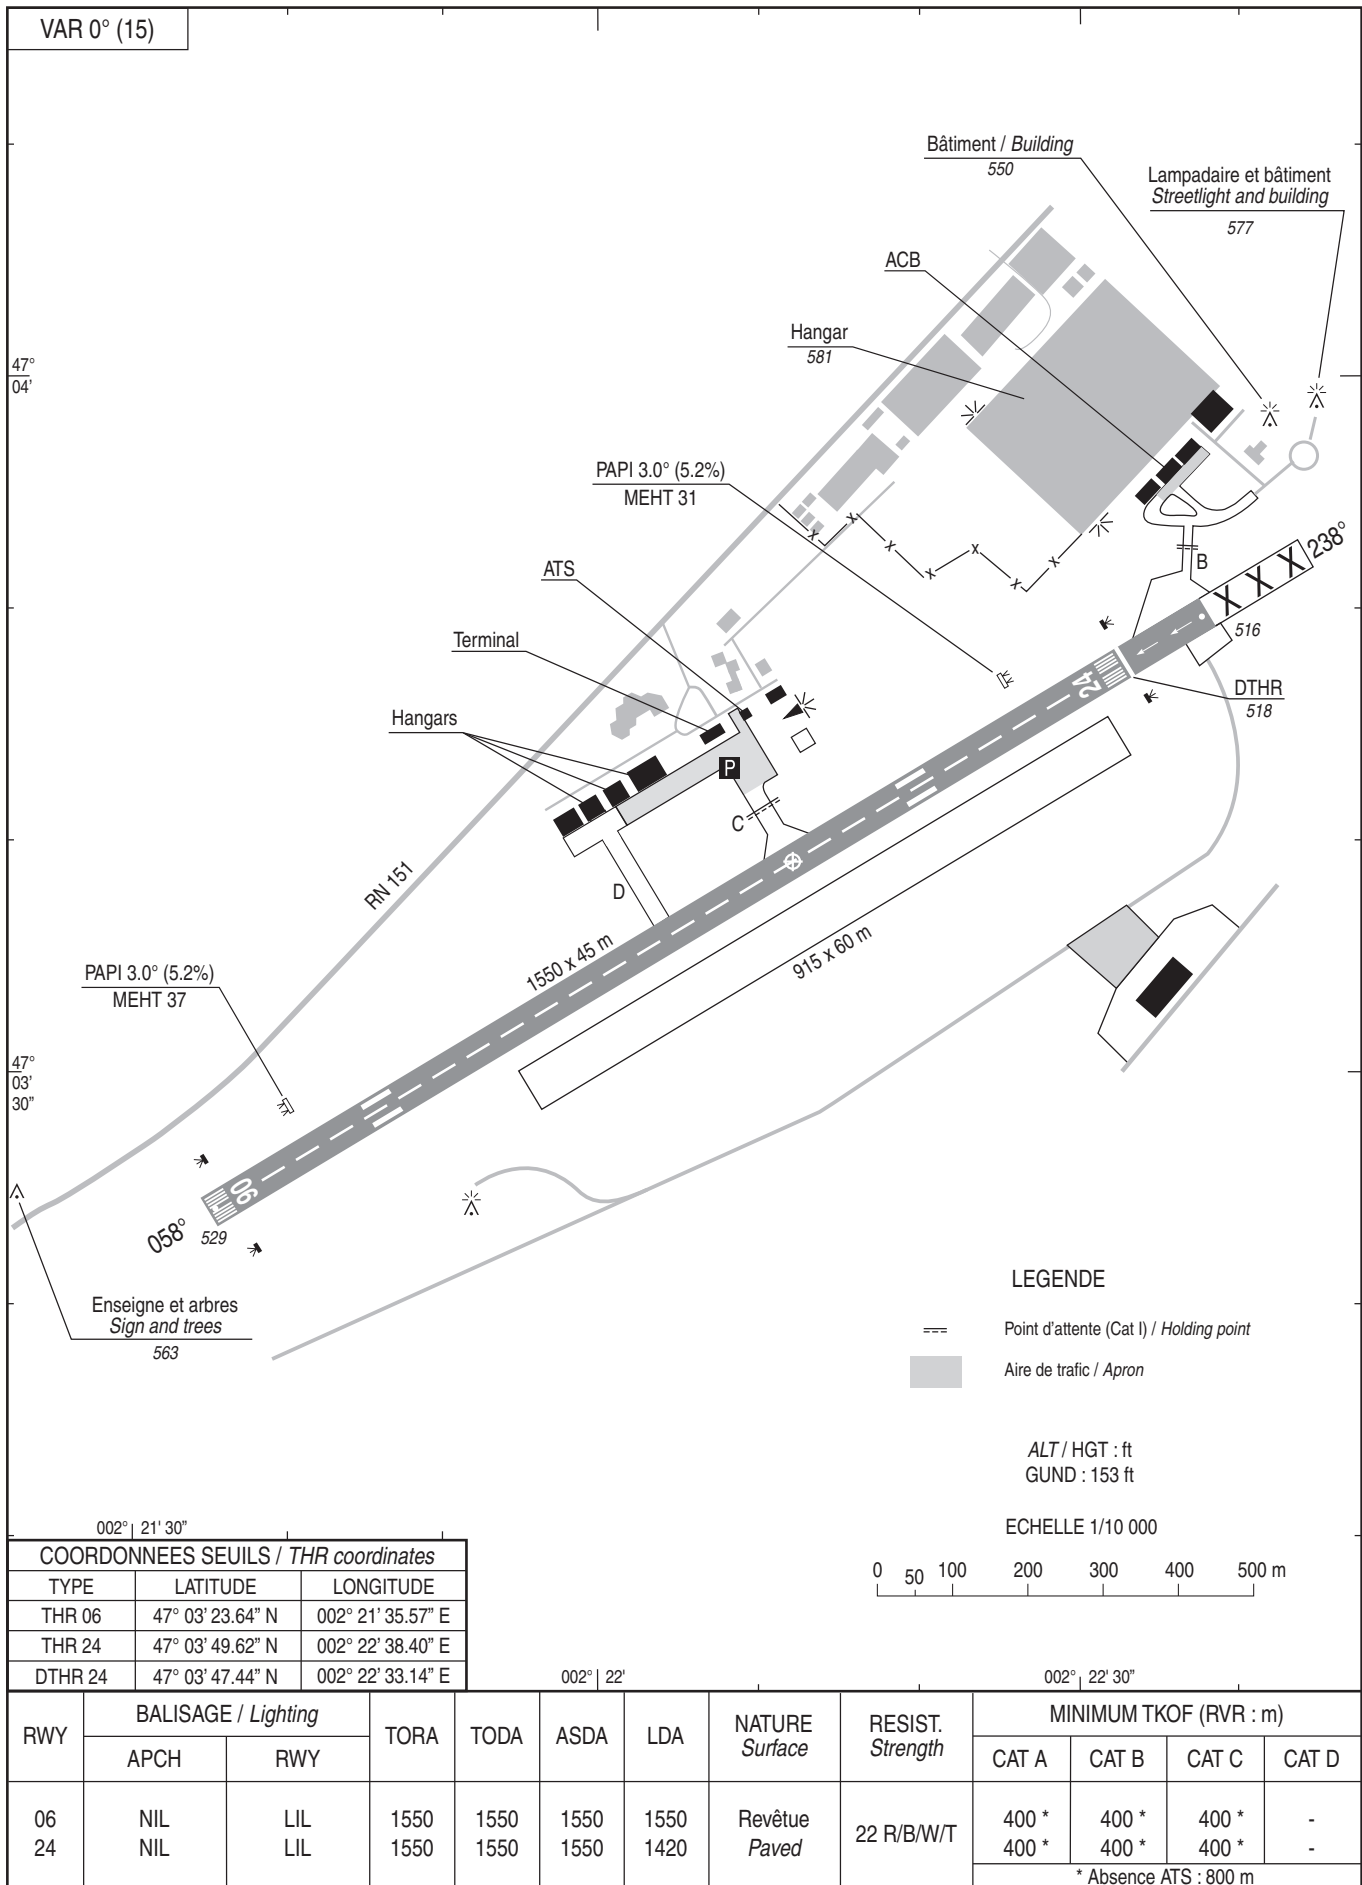 VAR 0° (15)
Bâtiment / Building
550
Lampadaire et bâtiment
Streetlight and building
577
ACB
Hangar
581
47°
04'
PAPI 3.0° (5.2%)
MEHT 31
238°
B
ATS
516
Terminal
24
DTHR
518
Hangars
P
C
RN 151
D
1550 x 45 m
915 x 60 m
PAPI 3.0° (5.2%)
MEHT 37
47°
03'
30"
06
058°
529
Enseigne et arbres
Sign and trees
563
LEGENDE
Point d'attente (Cat I) / Holding point
Aire de trafic / Apron
ALT / HGT : ft
GUND : 153 ft
ECHELLE 1/10 000
0 50 100 200 300 400 500 m
002° 21' 30"
COORDONNEES SEUILS / THR coordinates
TYPE LATITUDE LONGITUDE
THR 06 47° 03' 23.64" N 002° 21' 35.57" E
THR 24 47° 03' 49.62" N 002° 22' 38.40" E
DTHR 24 47° 03' 47.44" N 002° 22' 33.14" E
002° 22'
002° 22' 30"
RWY BALISAGE / Lighting TORA TODA ASDA LDA NATURE RESIST. MINIMUM TKOF (RVR : m)
Surface Strength
APCH RWY CAT A CAT B CAT C CAT D
06 NIL LIL 1550 1550 1550 1550 Revêtue 22 R/B/W/T 400 * 400 * 400 * -
24 NIL LIL 1550 1550 1550 1420 Paved 400 * 400 * 400 * -
* Absence ATS : 800 m